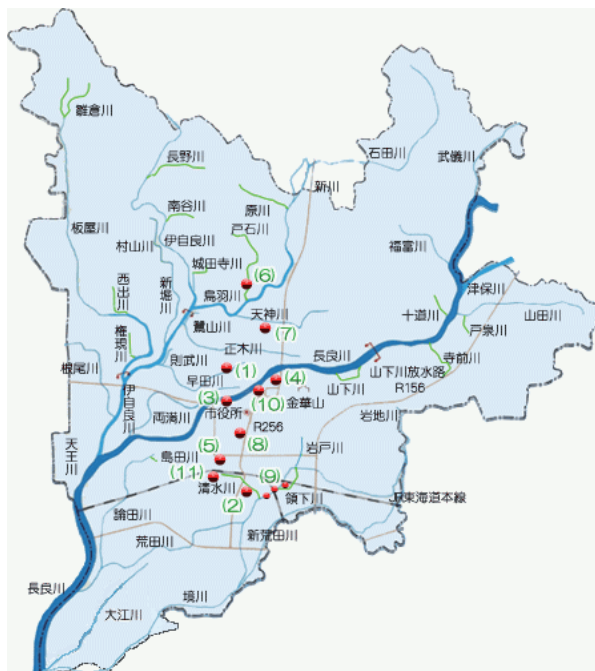 雛倉川
石田川
武儀川
長野川
新川
南谷川
原川
戸石川
板屋川
村山川
伊自良川
福富川
城田寺川
(6)
西出川
新堀川
鳥羽川
津保川
天神川
十道川
山田川
鷺山川
(7)
戸泉川
権現川
正木川
長良川
則武川
寺前川
根尾川
(1)
山下川放水路
早田川
(4)
山下川
R156
伊自良川
(3)
(10)
金華山
両満川
市役所
岩地川
天王川
R256
(8)
岩戸川
島田川
(5)
(11)
(9)
清水川
領下川
JR東海道本線
(2)
論田川
新荒田川
荒田川
長良川
境川
大江川